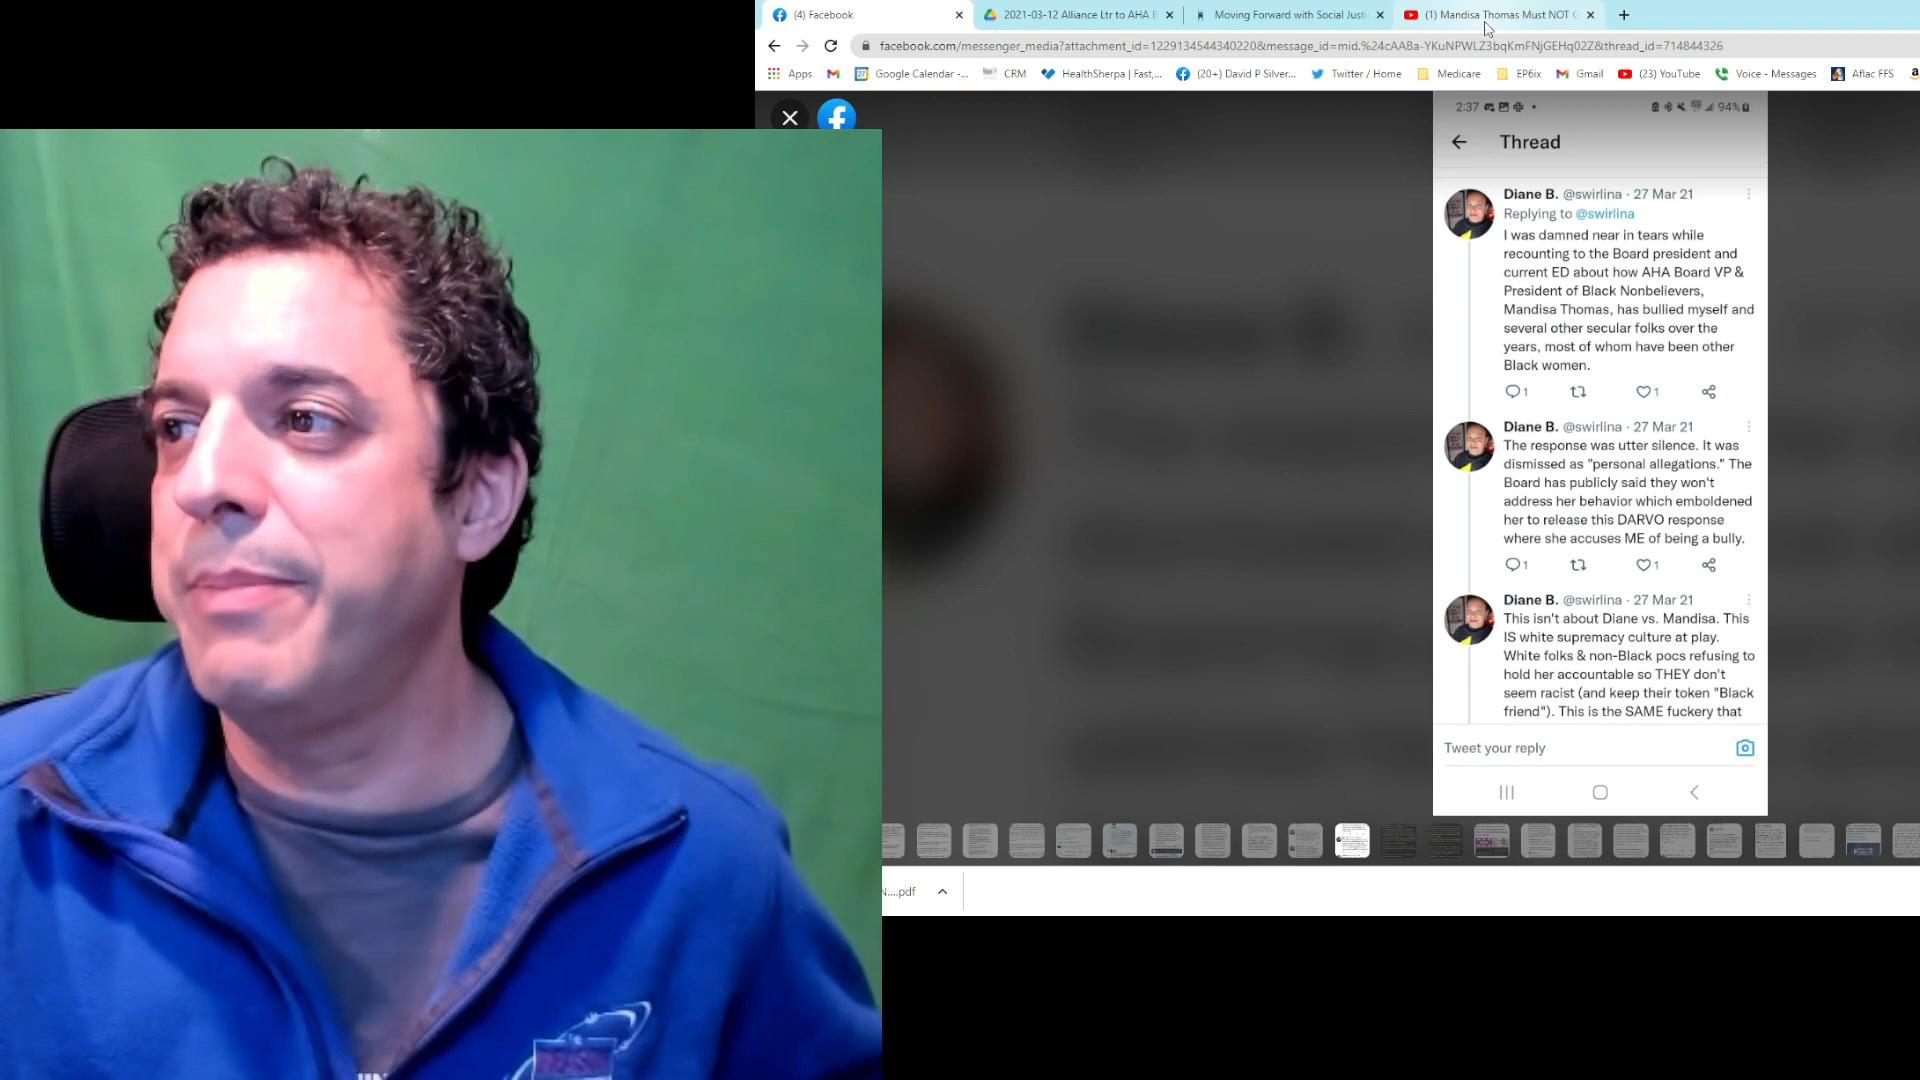 (4) Facebook
2021-03-12 Alliance Ltr to AHA B
Moving Forward with Social Justi
(1) Mandisa Thomas Must NOT G
facebook.com/messenger_media?attachment_id=1229134544340220&message_id=mid.%24cAABa-YKuNPWLZ3bqKmFNjGEHq02Z&thread_id=714844326
Apps
27
Google Calendar -...
CRM
HealthSherpa | Fast,...
(20+) David P Silver...
Twitter / Home
Medicare
EP6ix
Gmail
(23) YouTube
Voice - Messages
Aflac FFS
2:37
94%
Thread
Diane B. @swirlina · 27 Mar 21
Replying to @swirlina
I was damned near in tears while
recounting to the Board president and
current ED about how AHA Board VP &
President of Black Nonbelievers,
Mandisa Thomas, has bullied myself and
several other secular folks over the
years, most of whom have been other
Black women.
1
1
Diane B. @swirlina · 27 Mar 21
The response was utter silence. It was
dismissed as "personal allegations." The
Board has publicly said they won't
address her behavior which emboldened
her to release this DARVO response
where she accuses ME of being a bully.
1
1
Diane B. @swirlina · 27 Mar 21
This isn't about Diane vs. Mandisa. This
IS white supremacy culture at play.
White folks & non-Black pocs refusing to
hold her accountable so THEY don't
seem racist (and keep their token "Black
friend"). This is the SAME fuckery that
Tweet your reply
N....pdf